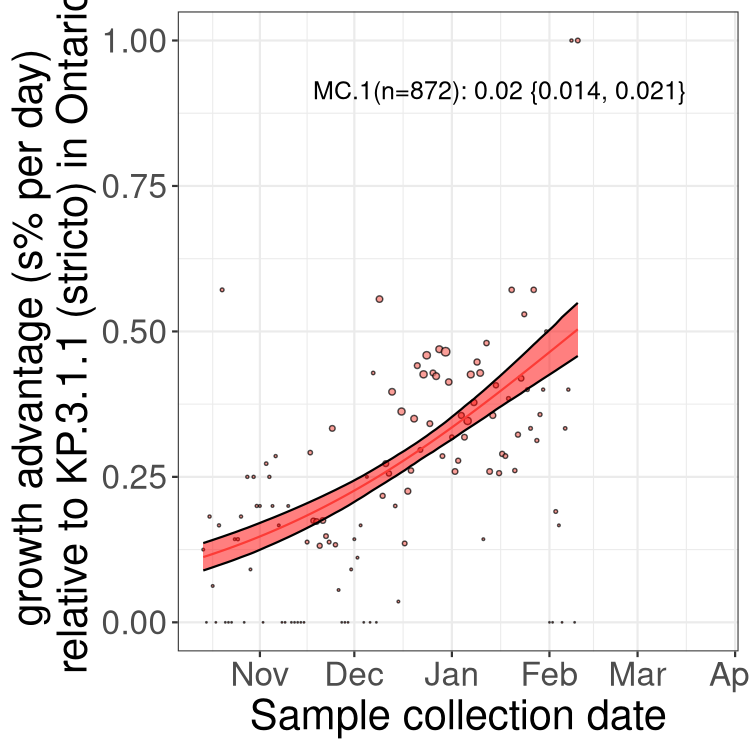 growth advantage (s% per day)
relative to KP.3.1.1 (stricto) in Ontario
1.00
0.75
0.50
0.25
0.00
MC.1(n=872): 0.02 {0.014, 0.021}
Nov Dec Jan Feb Mar Ap
Sample collection date